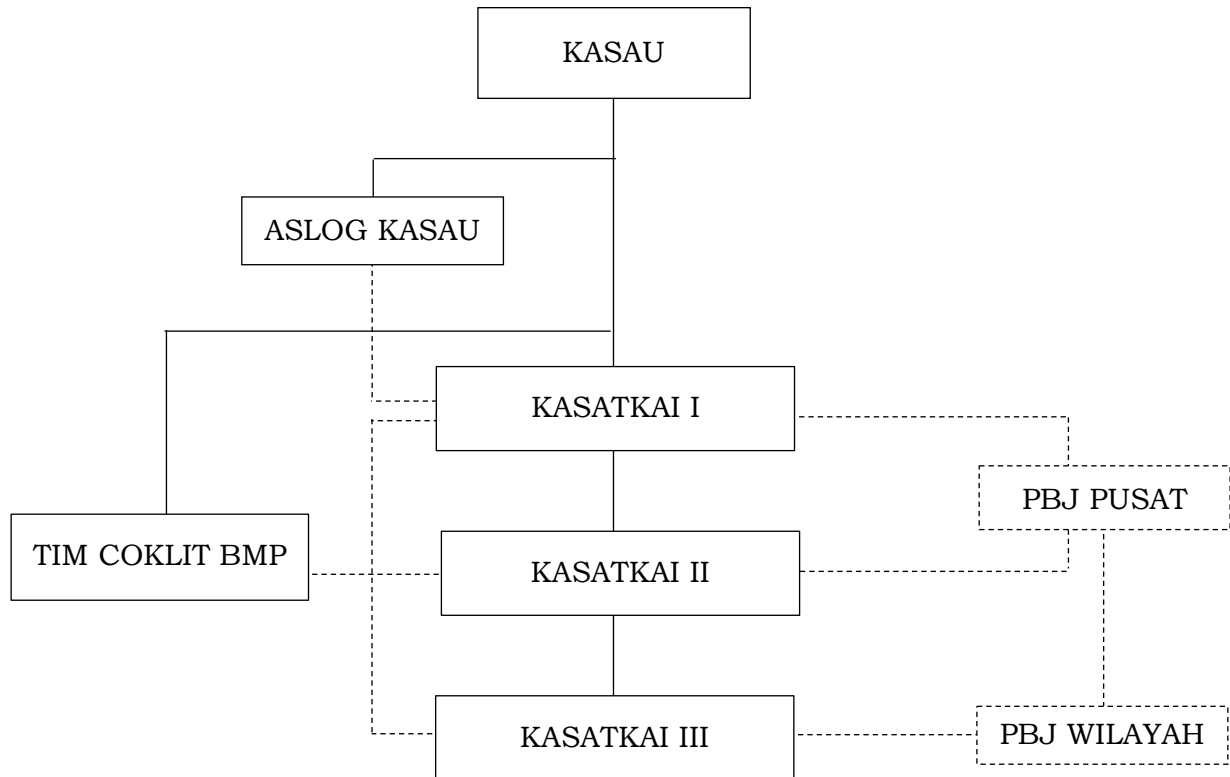 KASAU
ASLOG KASAU
KASATKAI I
PBJ PUSAT
TIM COKLIT BMP
KASATKAI II
KASATKAI III
PBJ WILAYAH